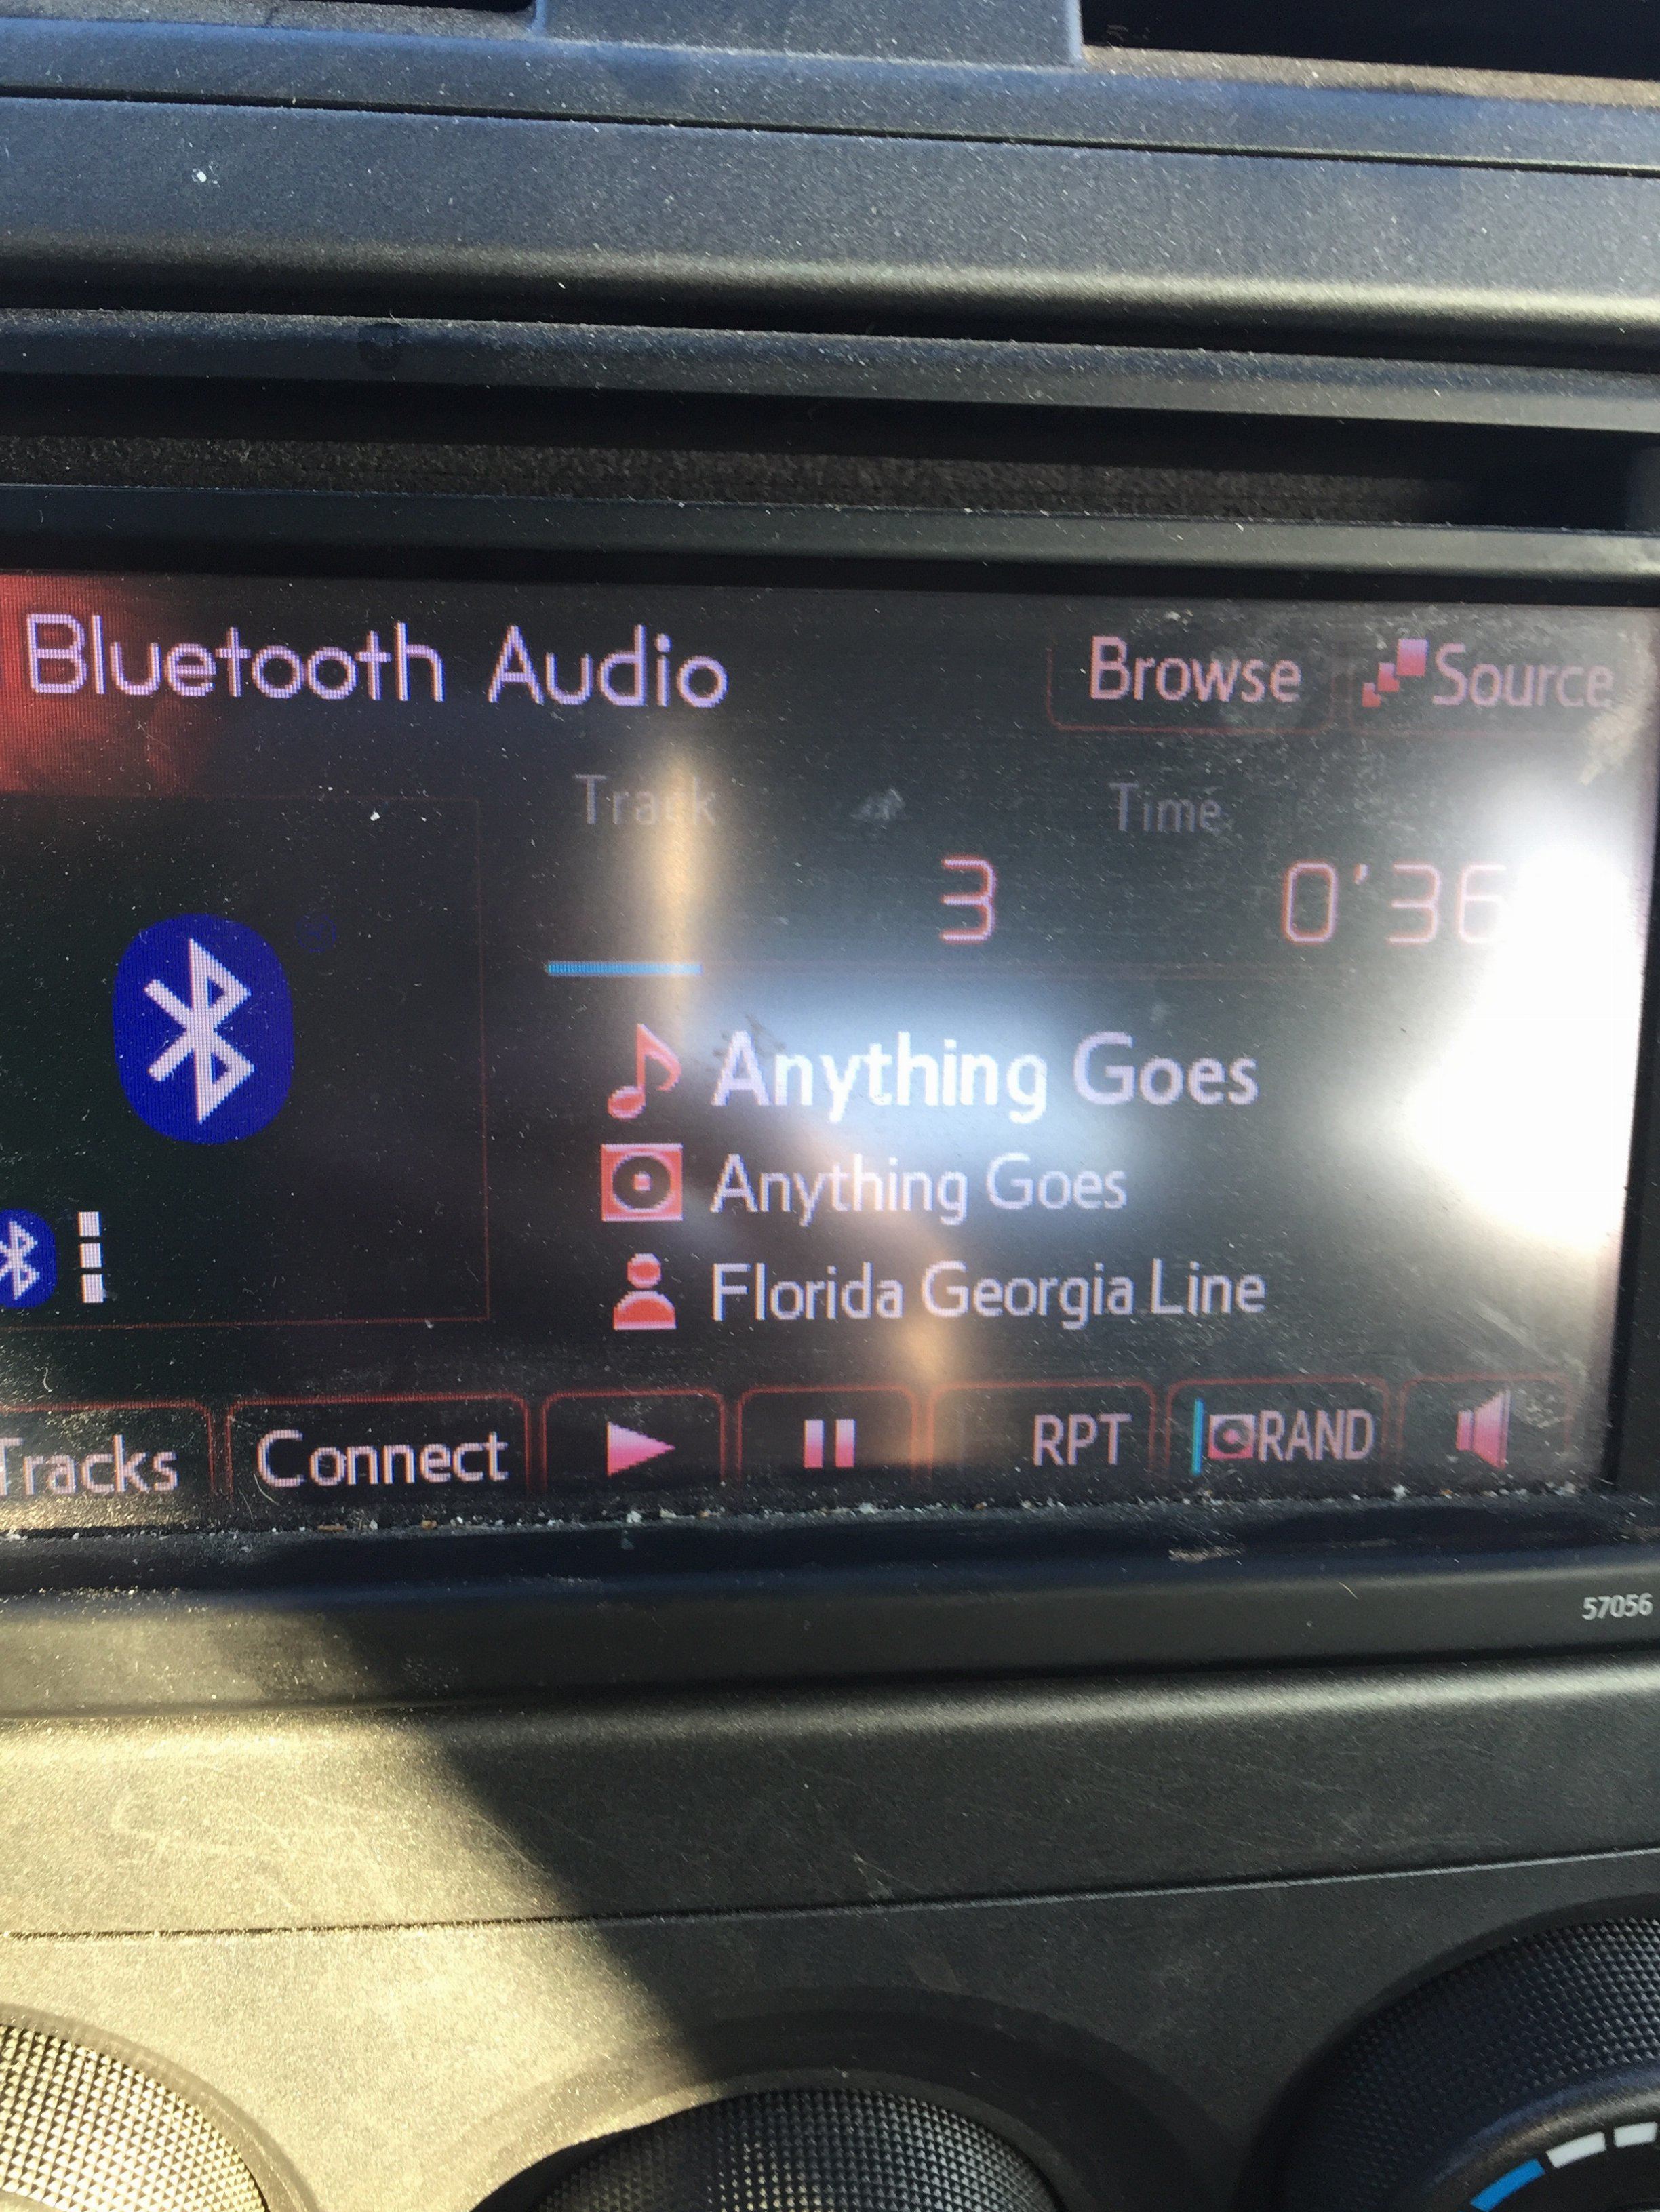 Bluetooth Audio Browse Source
Track Time
3 0'36
Anything Goes
Anything Goes
Florida Georgia Line
Tracks Connect RPT RAND
57056